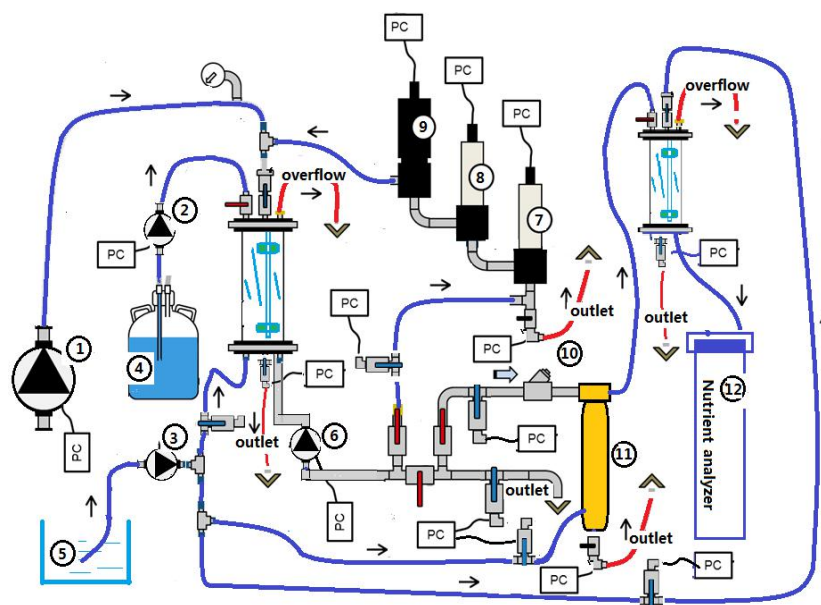 PC
PC
PC
overflow
9
8
7
PC
overflow
2
PC
PC
4
1
PC
PC
PC
PC
outlet
10
outlet
outlet
3
6
PC
PC
PC
5
outlet
PC
11
outlet
PC
PC
12
Nutrient analyzer